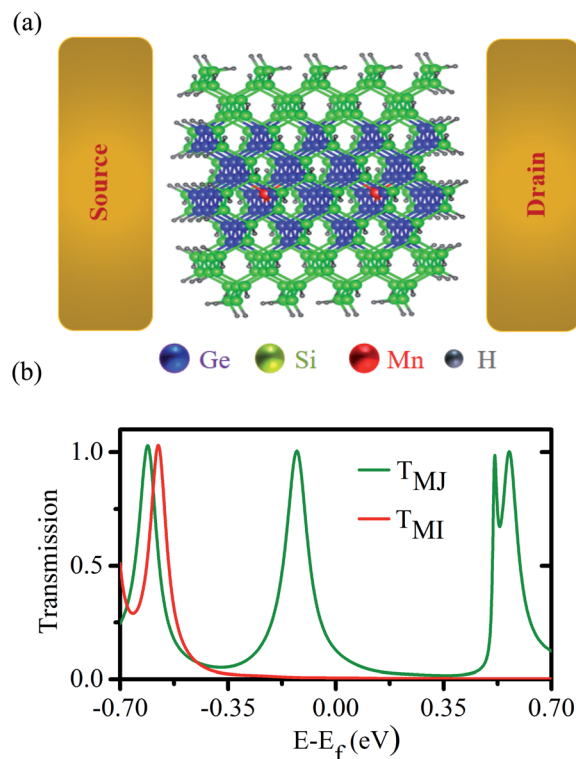 (a)
Source
Drain
Ge Si Mn H
(b)
Transmission
1.0
0.5
0.0
T_MJ
T_MI
-0.70 -0.35 0.00 0.35 0.70
E-E_f (eV)